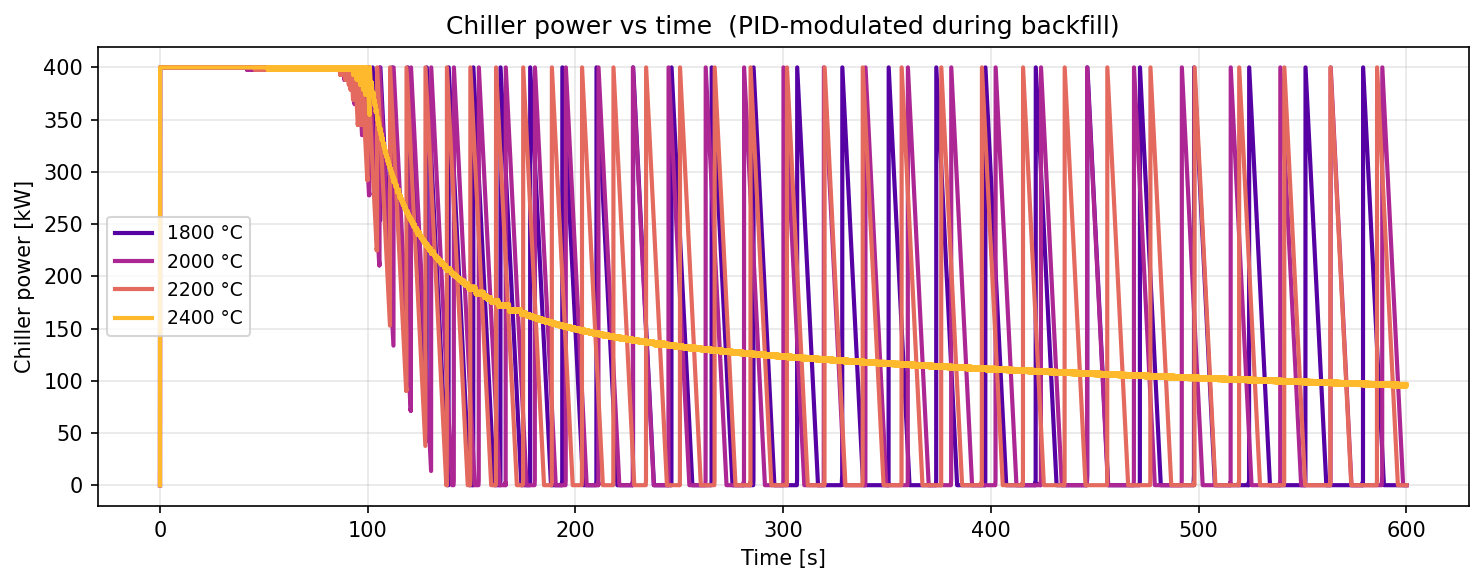 Chiller power vs time  (PID-modulated during backfill)
Chiller power [kW]
400
350
300
250
200
150
100
50
0
1800 °C
2000 °C
2200 °C
2400 °C
0 100 200 300 400 500 600
Time [s]